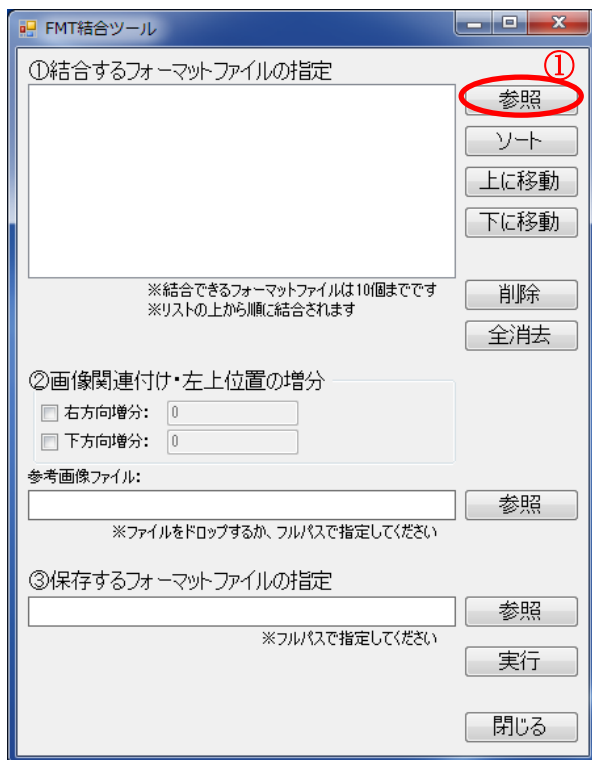 FMT結合ツール
①結合するフォーマットファイルの指定
①
参照
ソート
上に移動
下に移動
※結合できるフォーマットファイルは10個までです
※リストの上から順に結合されます
削除
全消去
②画像関連付け・左上位置の増分
右方向増分: 0
下方向増分: 0
参考画像ファイル:
参照
※ファイルをドロップするか、フルパスで指定してください
③保存するフォーマットファイルの指定
参照
※フルパスで指定してください
実行
閉じる